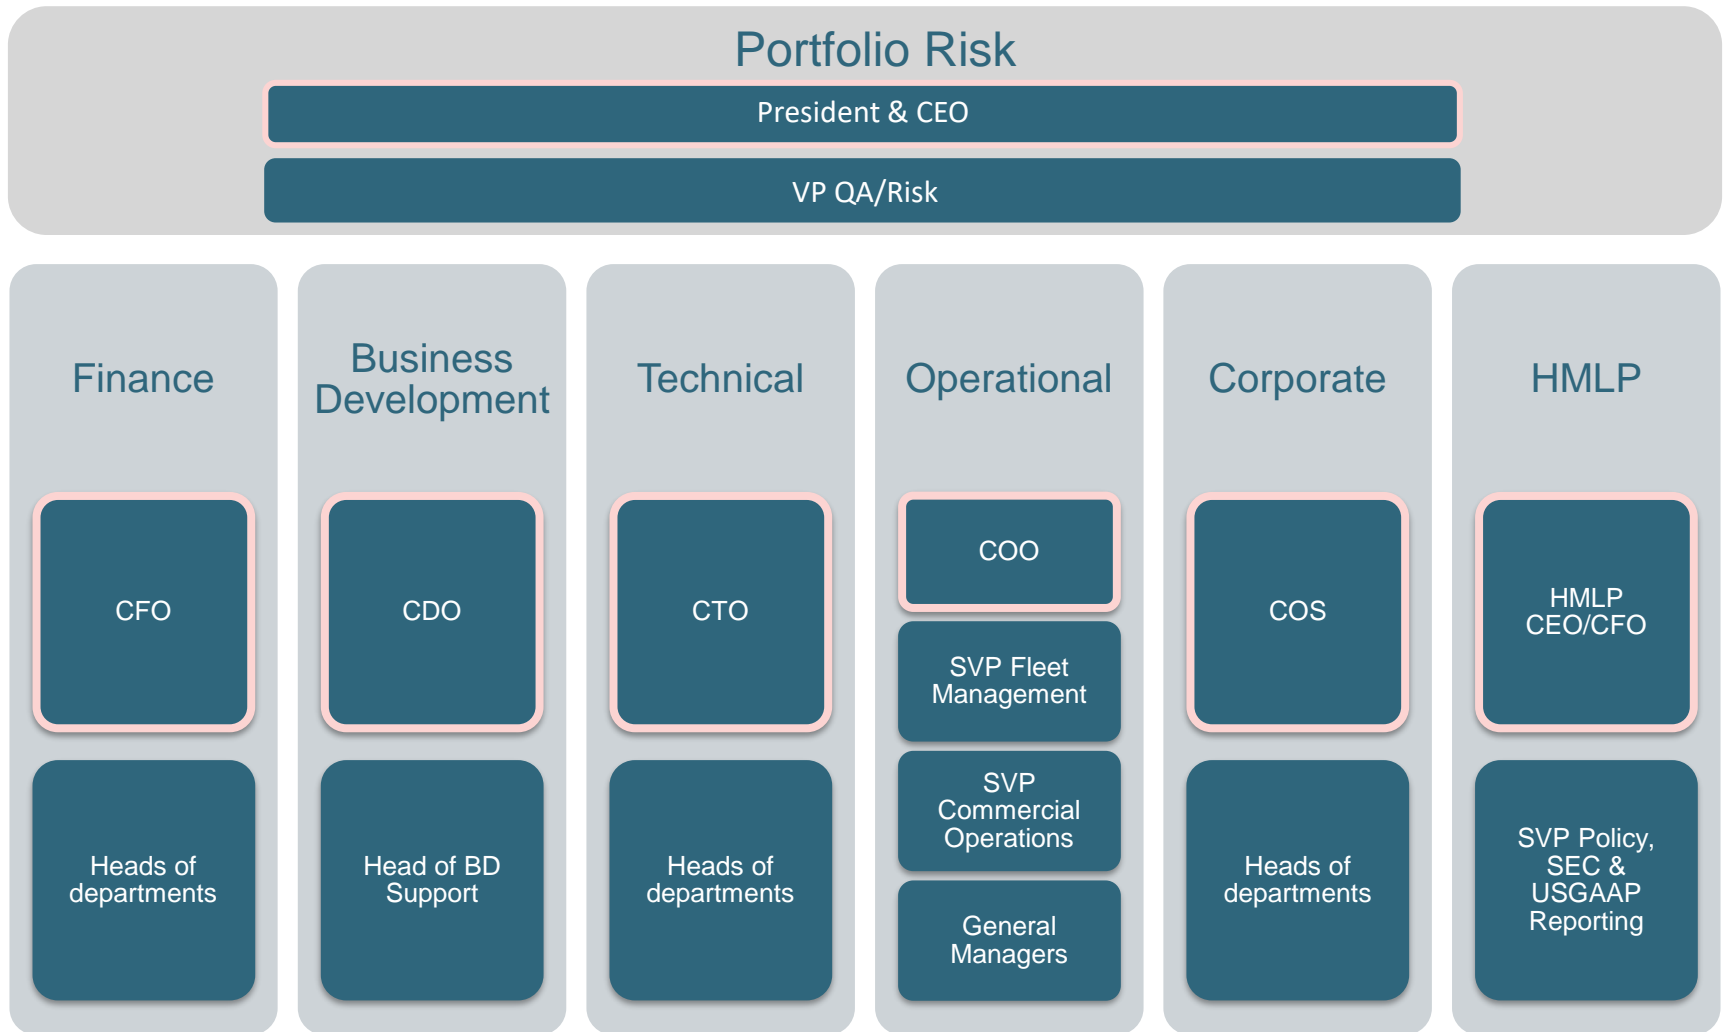 Portfolio Risk
President & CEO
VP QA/Risk
Finance
CFO
Heads of
departments
Business
Development
CDO
Head of BD
Support
Technical
CTO
Heads of
departments
Operational
COO
SVP Fleet
Management
SVP
Commercial
Operations
General
Managers
Corporate
COS
Heads of
departments
HMLP
HMLP
CEO/CFO
SVP Policy,
SEC &
USGAAP
Reporting